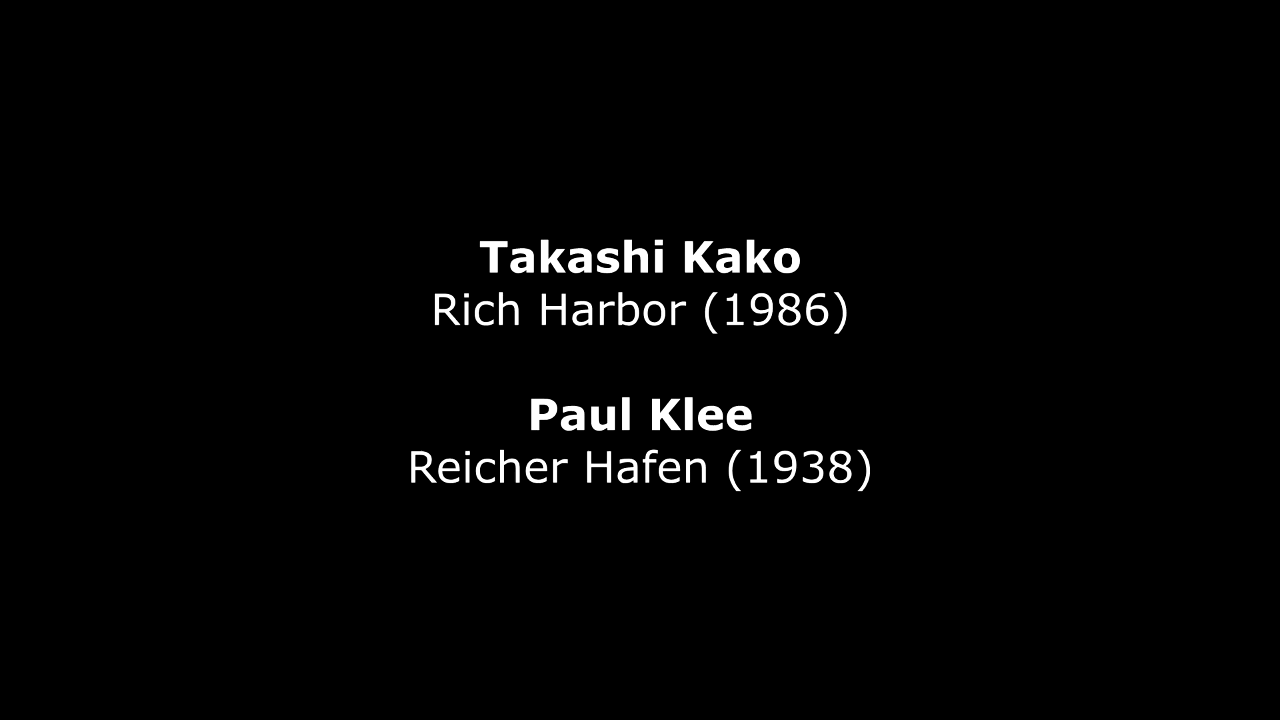 Takashi Kako
Rich Harbor (1986)
Paul Klee
Reicher Hafen (1938)